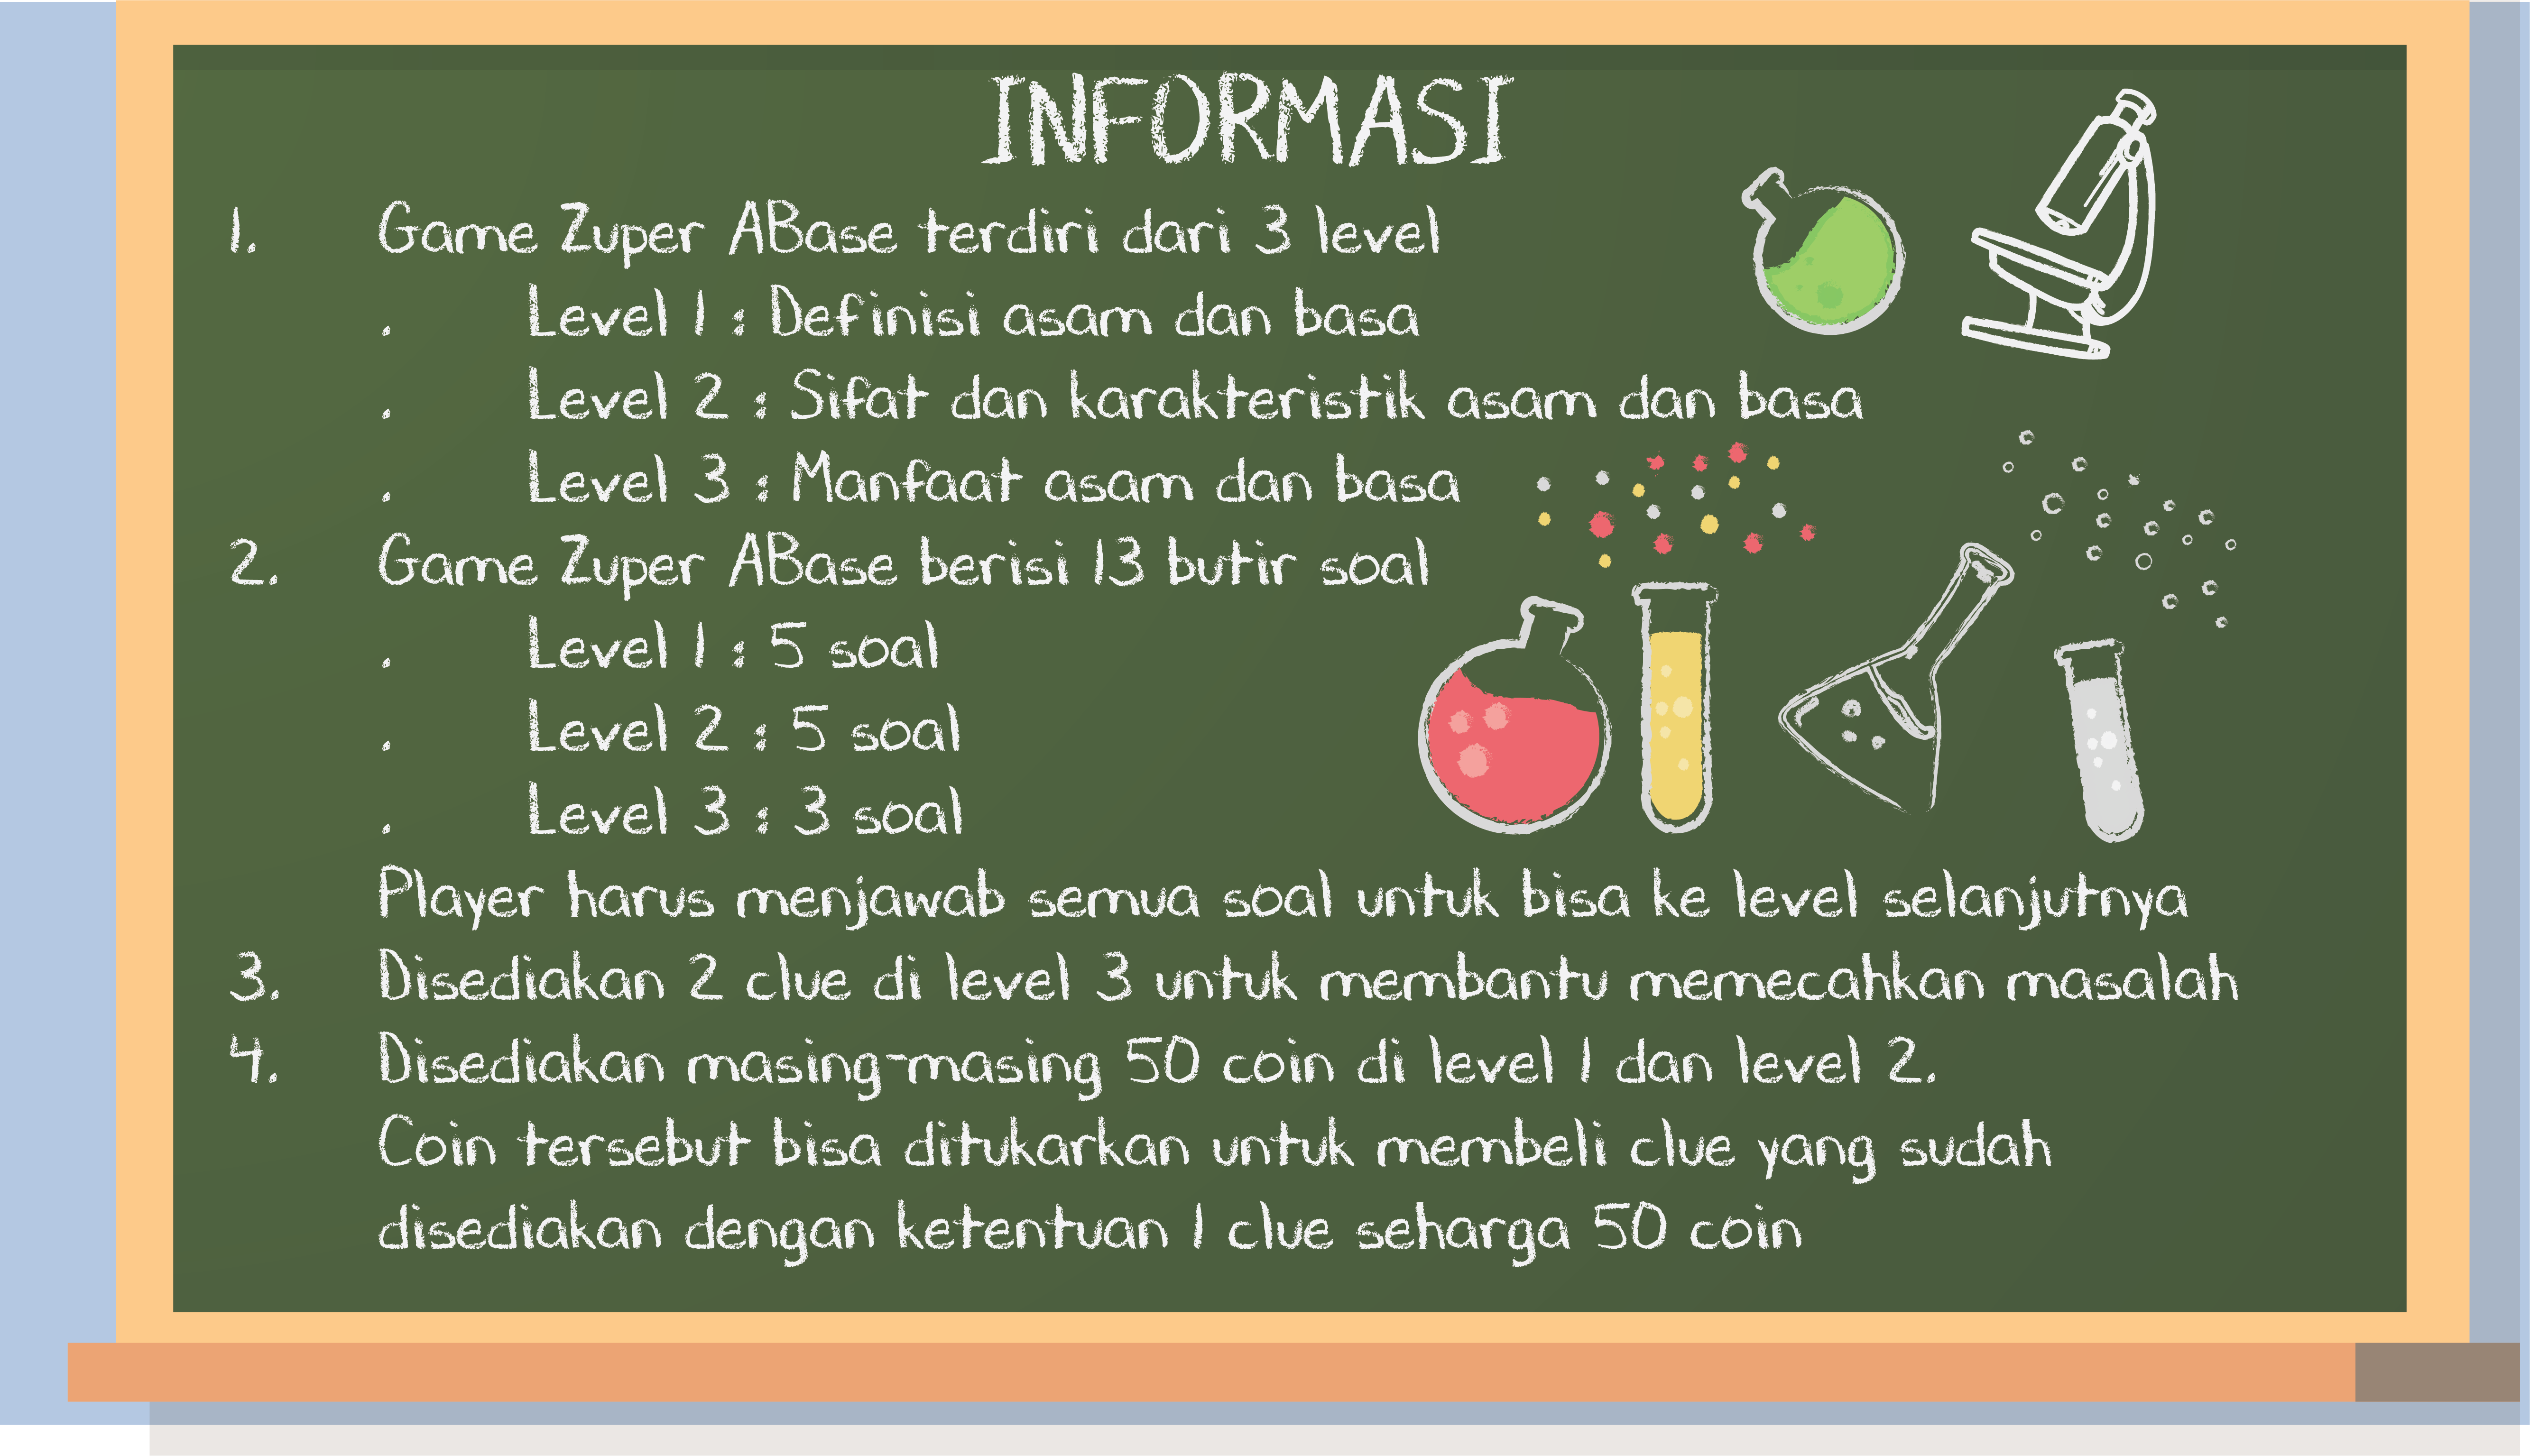 INFORMASI
1. Game Zuper ABase terdiri dari 3 level
. Level 1 : Definisi asam dan basa
. Level 2 : Sifat dan karakteristik asam dan basa
. Level 3 : Manfaat asam dan basa
2. Game Zuper ABase berisi 13 butir soal
. Level 1 : 5 soal
. Level 2 : 5 soal
. Level 3 : 3 soal
Player harus menjawab semua soal untuk bisa ke level selanjutnya
3. Disediakan 2 clue di level 3 untuk membantu memecahkan masalah
4. Disediakan masing-masing 50 coin di level 1 dan level 2.
Coin tersebut bisa ditukarkan untuk membeli clue yang sudah
disediakan dengan ketentuan 1 clue seharga 50 coin